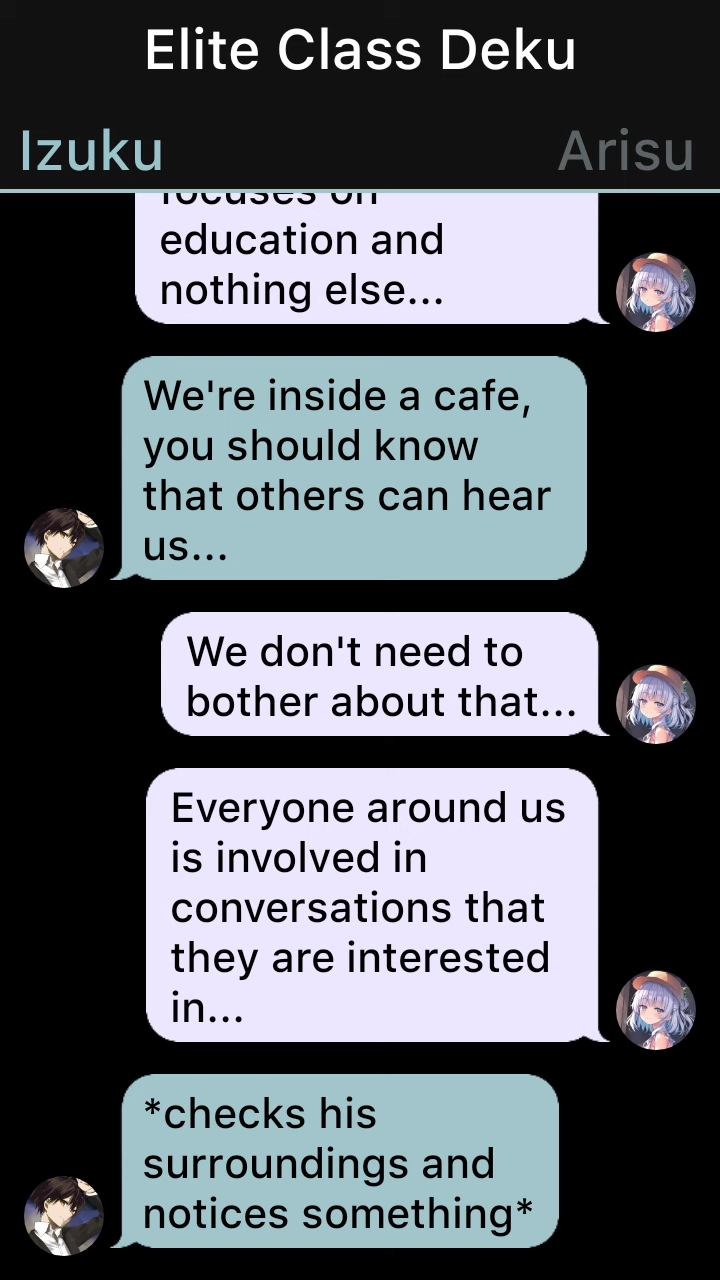 Elite Class Deku
Izuku
Arisu
focuses on
education and
nothing else...
We're inside a cafe,
you should know
that others can hear
us...
We don't need to
bother about that...
Everyone around us
is involved in
conversations that
they are interested
in...
*checks his
surroundings and
notices something*